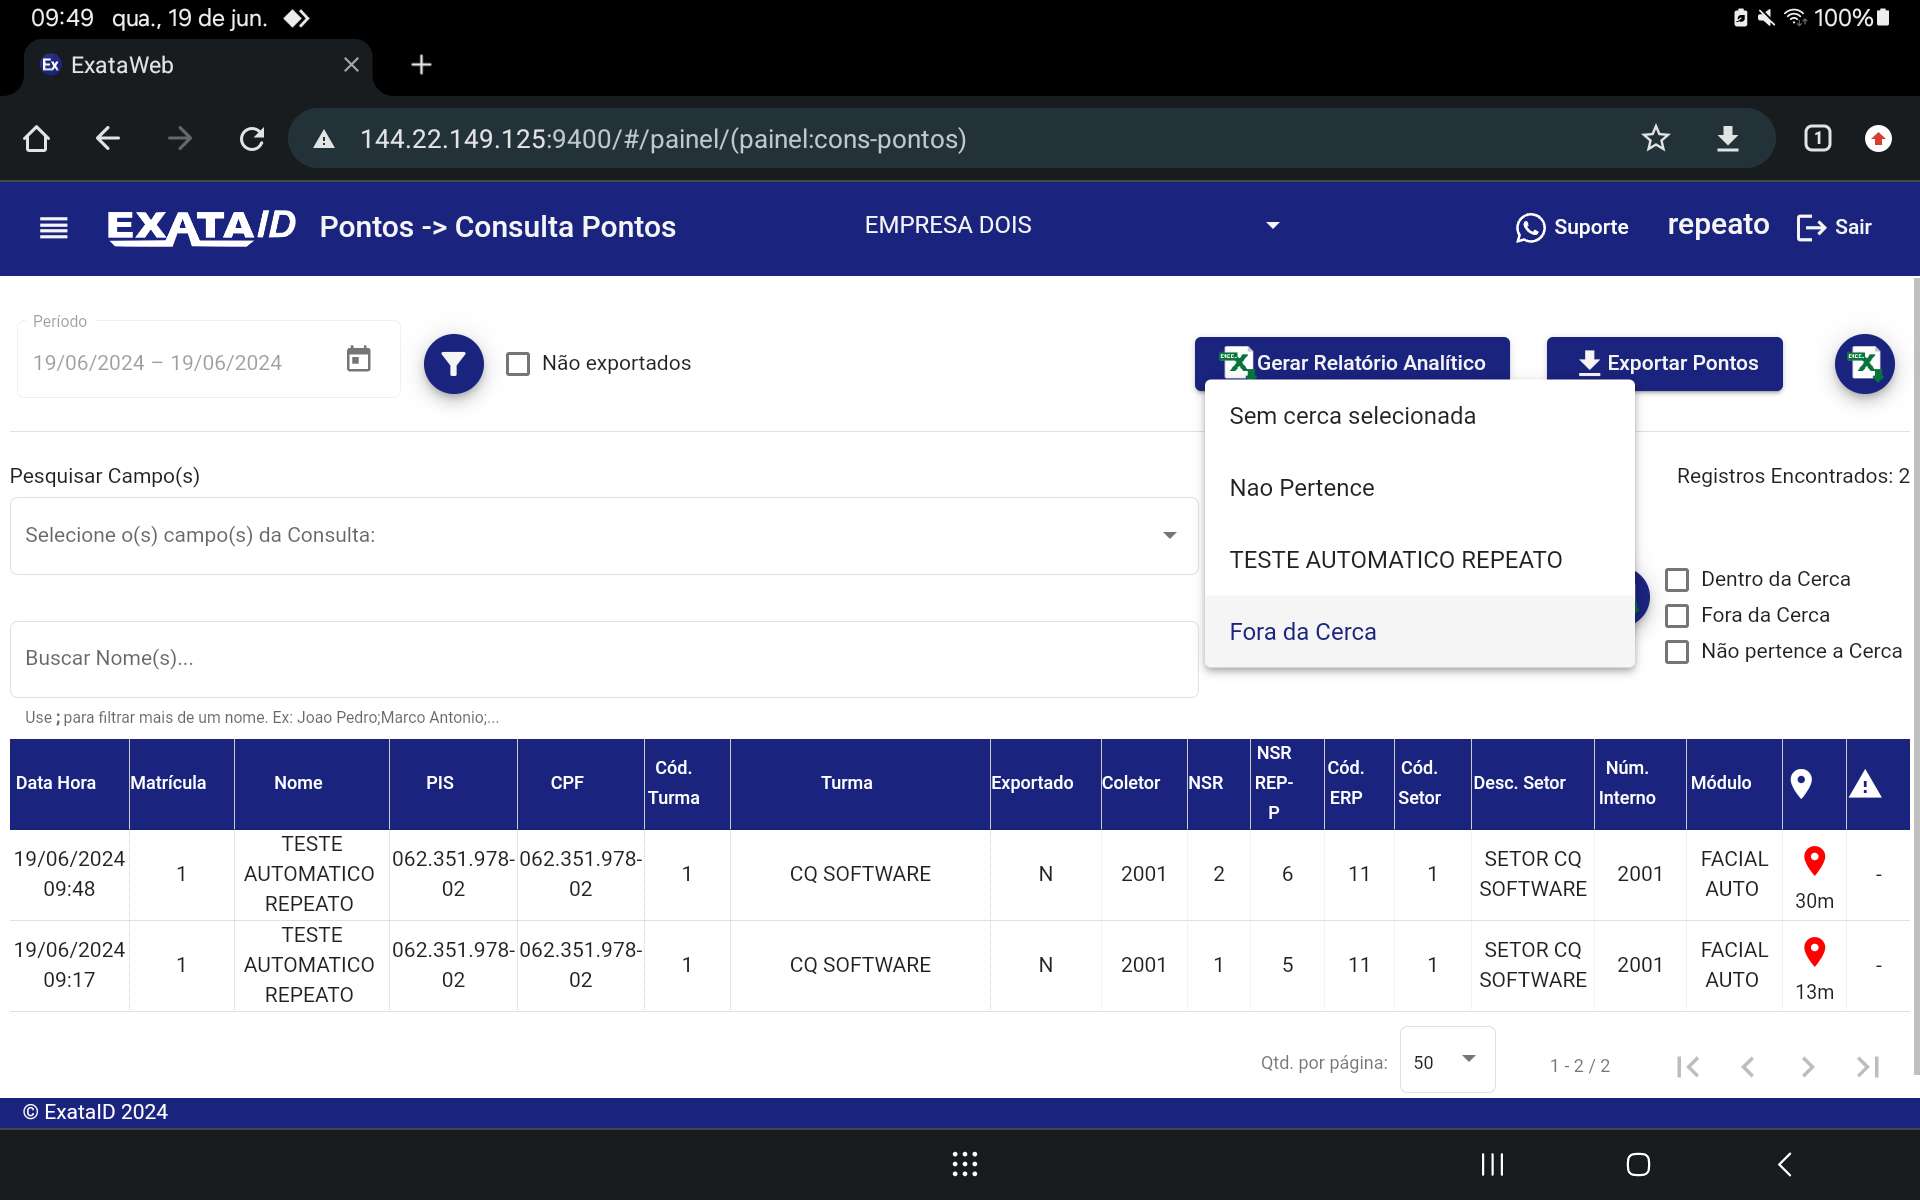 09:49 qua., 19 de jun. 100%
Ex ExataWeb
144.22.149.125:9400/#/painel/(painel:cons-pontos) 1
EXATA/ID Pontos -> Consulta Pontos EMPRESA DOIS Suporte repeato Sair
Período
19/06/2024 – 19/06/2024 Não exportados Gerar Relatório Analítico Exportar Pontos
Sem cerca selecionada
Nao Pertence
TESTE AUTOMATICO REPEATO
Fora da Cerca
Pesquisar Campo(s) Registros Encontrados: 2
Selecione o(s) campo(s) da Consulta:
Dentro da Cerca
Fora da Cerca
Não pertence a Cerca
Buscar Nome(s)...
Use ; para filtrar mais de um nome. Ex: Joao Pedro;Marco Antonio;...
Data Hora Matrícula Nome PIS CPF Cód. Turma Turma Exportado Coletor NSR NSR REP-P Cód. ERP Cód. Setor Desc. Setor Núm. Interno Módulo
19/06/2024 09:48 1 TESTE AUTOMATICO REPEATO 062.351.978-02 062.351.978-02 1 CQ SOFTWARE N 2001 2 6 11 1 SETOR CQ SOFTWARE 2001 FACIAL AUTO 30m -
19/06/2024 09:17 1 TESTE AUTOMATICO REPEATO 062.351.978-02 062.351.978-02 1 CQ SOFTWARE N 2001 1 5 11 1 SETOR CQ SOFTWARE 2001 FACIAL AUTO 13m -
Qtd. por página: 50 1 - 2 / 2
© ExataID 2024